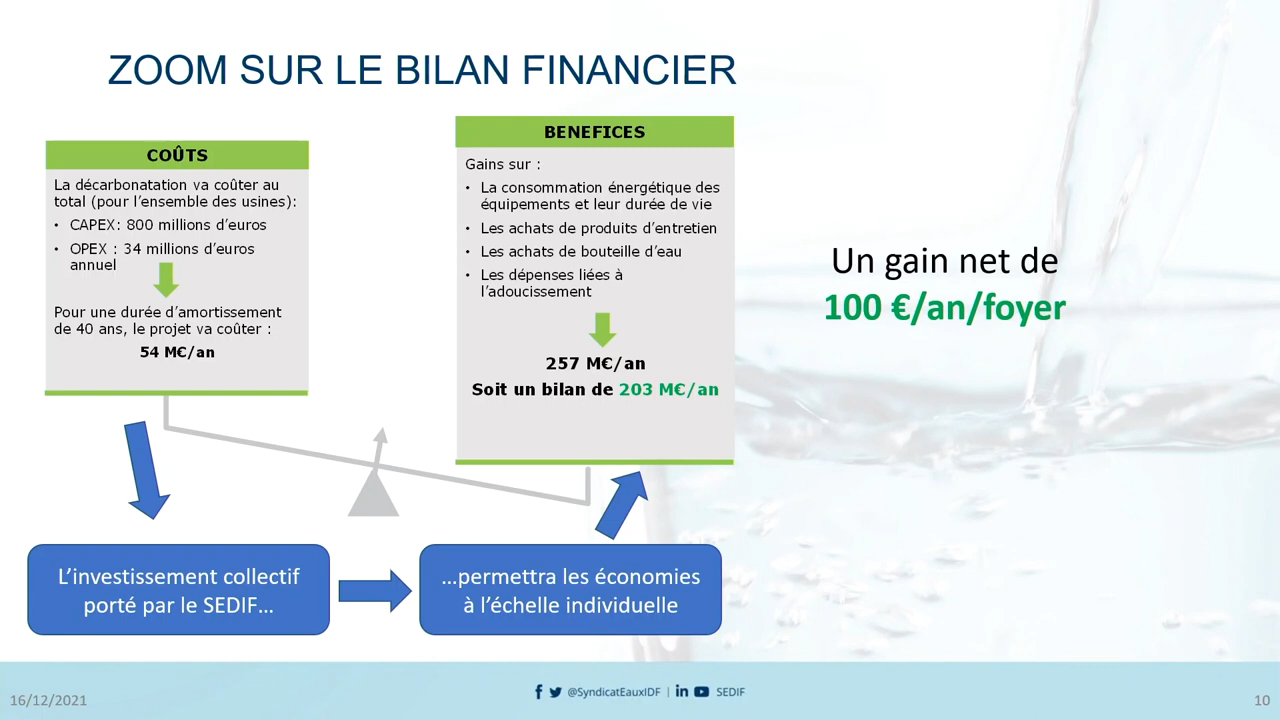 ZOOM SUR LE BILAN FINANCIER
COÛTS
La décarbonatation va coûter au
total (pour l’ensemble des usines):
• CAPEX: 800 millions d’euros
• OPEX : 34 millions d’euros
annuel
Pour une durée d’amortissement
de 40 ans, le projet va coûter :
54 M€/an
BENEFICES
Gains sur :
• La consommation énergétique des
équipements et leur durée de vie
• Les achats de produits d’entretien
• Les achats de bouteille d’eau
• Les dépenses liées à
l’adoucissement
257 M€/an
Soit un bilan de 203 M€/an
Un gain net de
100 €/an/foyer
L’investissement collectif
porté par le SEDIF…
…permettra les économies
à l’échelle individuelle
16/12/2021
@SyndicatEauxIDF | SEDIF
10